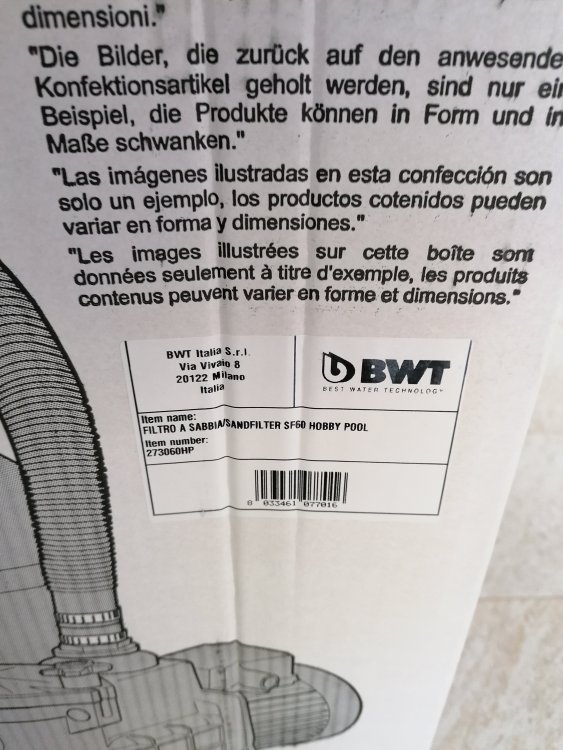 dimensioni."
"Die Bilder, die zurück auf den anwesende
Konfektionsartikel geholt werden, sind nur ein
Beispiel, die Produkte können in Form und in
Maße schwanken."
"Las imágenes ilustradas en esta confección son
solo un ejemplo, los productos cotenidos pueden
variar en forma y dimensiones."
"Les images illustrées sur cette boîte sont
données seulement à titre d'exemple, les produits
contenus peuvent varier en forme et dimensions."
BWT Italia S.r.l.
Via Vivaio 8
20122 Milano
Italia
BWT
BEST WATER TECHNOLOGY
Item name:
FILTRO A SABBIA/SANDFILTER SF60 HOBBY POOL
Item number:
273060HP
8 033461 077016